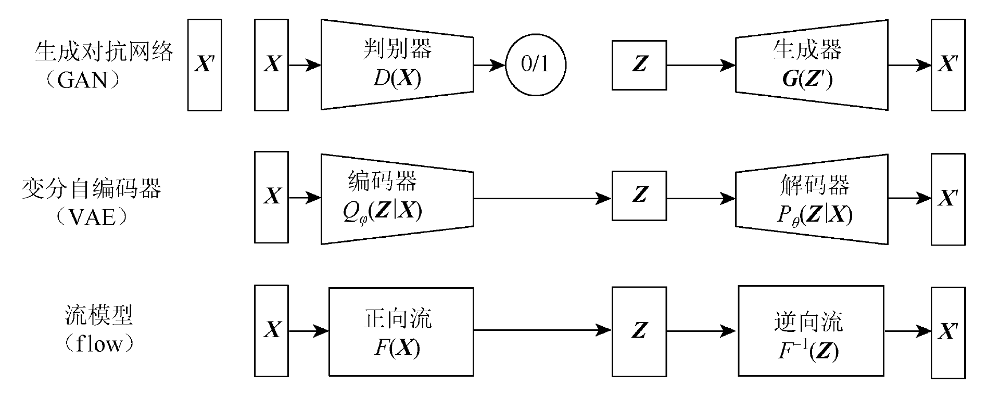 生成对抗网络
（GAN）
X'
X
判别器
D(X)
0/1
Z
生成器
G(Z')
X'
变分自编码器
（VAE）
X
编码器
Qφ(Z|X)
Z
解码器
Pθ(Z|X)
X'
流模型
（flow）
X
正向流
F(X)
Z
逆向流
F⁻¹(Z)
X'